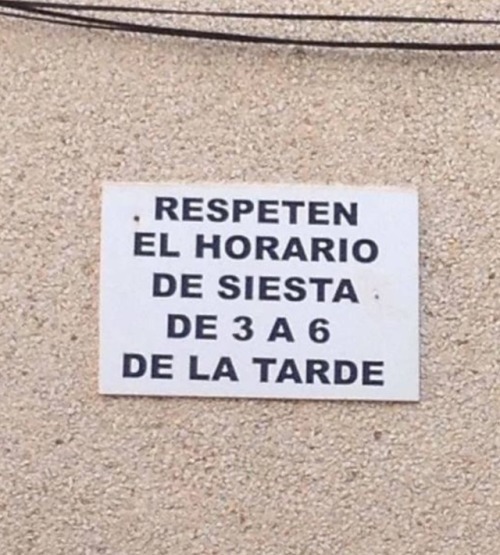 RESPETEN
EL HORARIO
DE SIESTA
DE 3 A 6
DE LA TARDE